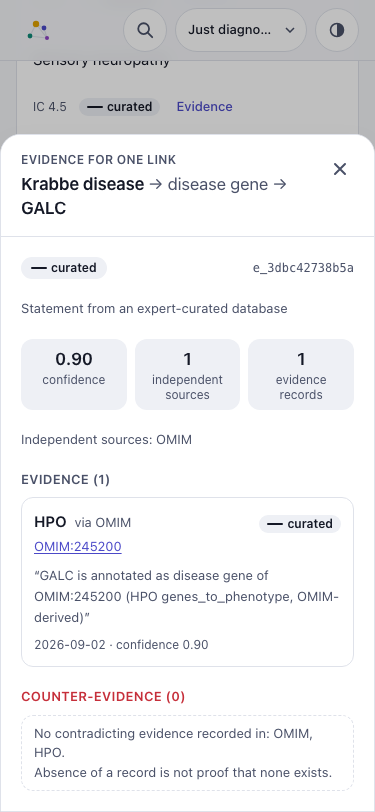 Just diagno...
Sensory neuropathy
IC 4.5 — curated Evidence
EVIDENCE FOR ONE LINK
Krabbe disease → disease gene →
GALC
— curated e_3dbc42738b5a
Statement from an expert-curated database
0.90 1 1
confidence independent evidence
sources records
Independent sources: OMIM
EVIDENCE (1)
HPO via OMIM — curated
OMIM:245200
“GALC is annotated as disease gene of
OMIM:245200 (HPO genes_to_phenotype, OMIM-
derived)”
2026-09-02 · confidence 0.90
COUNTER-EVIDENCE (0)
No contradicting evidence recorded in: OMIM,
HPO.
Absence of a record is not proof that none exists.